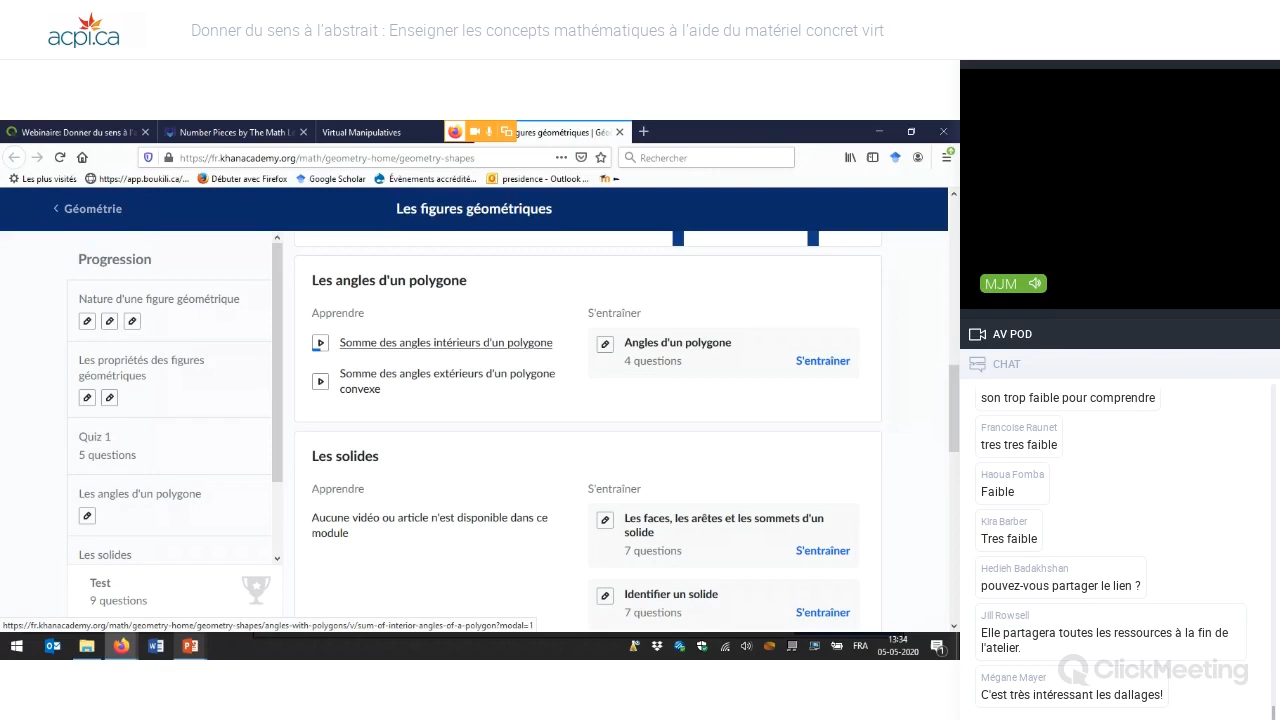 acpi.ca
Donner du sens à l'abstrait : Enseigner les concepts mathématiques à l'aide du matériel concret virt
Webinaire: Donner du sens à l'a
Number Pieces by The Math Le
Virtual Manipulatives
gures géométriques | Géo
https://fr.khanacademy.org/math/geometry-home/geometry-shapes
Rechercher
Les plus visités
https://app.boukili.ca/...
Débuter avec Firefox
Google Scholar
Événements accrédité...
presidence - Outlook ...
Géométrie
Les figures géométriques
Progression
Nature d'une figure géométrique
Les propriétés des figures
géométriques
Quiz 1
5 questions
Les angles d'un polygone
Les solides
Test
9 questions
Les angles d'un polygone
Apprendre
S'entraîner
Somme des angles intérieurs d'un polygone
Somme des angles extérieurs d'un polygone
convexe
Angles d'un polygone
4 questions
S'entraîner
Les solides
Apprendre
S'entraîner
Aucune vidéo ou article n'est disponible dans ce
module
Les faces, les arêtes et les sommets d'un
solide
7 questions
S'entraîner
Identifier un solide
7 questions
S'entraîner
https://fr.khanacademy.org/math/geometry-home/geometry-shapes/angles-with-polygons/v/sum-of-interior-angles-of-a-polygon?modal=1
FRA
13:34
05-05-2020
1
MJM
AV POD
CHAT
son trop faible pour comprendre
Francoise Raunet
tres tres faible
Haoua Fomba
Faible
Kira Barber
Tres faible
Hedieh Badakhshan
pouvez-vous partager le lien ?
Jill Rowsell
Elle partagera toutes les ressources à la fin de
l'atelier.
ClickMeeting
Mégane Mayer
C'est très intéressant les dallages!